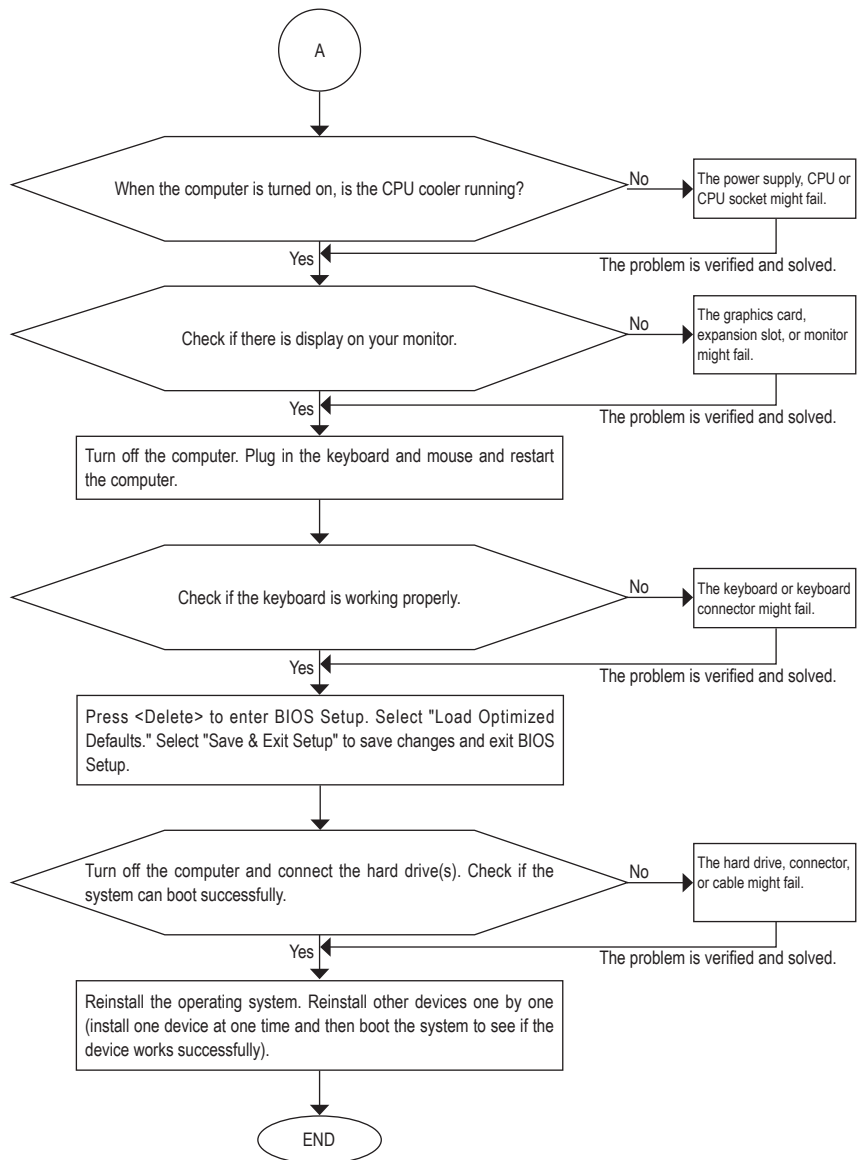 A
When the computer is turned on, is the CPU cooler running?
No
The power supply, CPU or
CPU socket might fail.
Yes
The problem is verified and solved.
Check if there is display on your monitor.
No
The graphics card,
expansion slot, or monitor
might fail.
Yes
The problem is verified and solved.
Turn off the computer. Plug in the keyboard and mouse and restart
the computer.
Check if the keyboard is working properly.
No
The keyboard or keyboard
connector might fail.
Yes
The problem is verified and solved.
Press <Delete> to enter BIOS Setup. Select "Load Optimized
Defaults." Select "Save & Exit Setup" to save changes and exit BIOS
Setup.
Turn off the computer and connect the hard drive(s). Check if the
system can boot successfully.
No
The hard drive, connector,
or cable might fail.
Yes
The problem is verified and solved.
Reinstall the operating system. Reinstall other devices one by one
(install one device at one time and then boot the system to see if the
device works successfully).
END